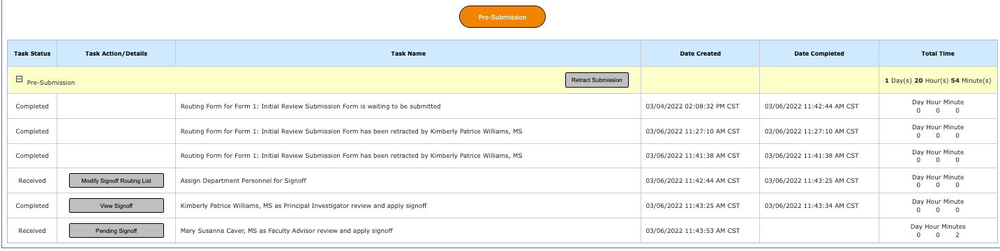 Pre-Submission
Task Status Task Action/Details Task Name Date Created Date Completed Total Time
Pre-Submission Retract Submission 1 Day(s) 20 Hour(s) 54 Minute(s)
Completed Routing Form for Form 1: Initial Review Submission Form is waiting to be submitted 03/04/2022 02:08:32 PM CST 03/06/2022 11:42:44 AM CST Day Hour Minute
0 0 0
Completed Routing Form for Form 1: Initial Review Submission Form has been retracted by Kimberly Patrice Williams, MS 03/06/2022 11:27:10 AM CST 03/06/2022 11:27:10 AM CST Day Hour Minute
0 0 0
Completed Routing Form for Form 1: Initial Review Submission Form has been retracted by Kimberly Patrice Williams, MS 03/06/2022 11:41:38 AM CST 03/06/2022 11:41:38 AM CST Day Hour Minute
0 0 0
Received Modify Signoff Routing List Assign Department Personnel for Signoff 03/06/2022 11:42:44 AM CST 03/06/2022 11:43:25 AM CST Day Hour Minute
0 0 0
Completed View Signoff Kimberly Patrice Williams, MS as Principal Investigator review and apply signoff 03/06/2022 11:43:25 AM CST 03/06/2022 11:43:34 AM CST Day Hour Minute
0 0 0
Received Pending Signoff Mary Susanna Caver, MS as Faculty Advisor review and apply signoff 03/06/2022 11:43:53 AM CST Day Hour Minutes
0 0 2